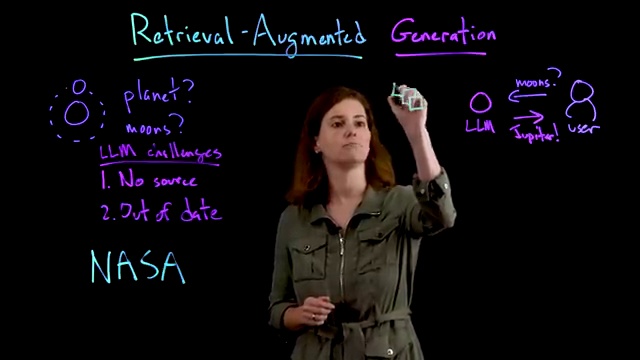 Retrieval-Augmented Generation
planet?
moons?
LLM challenges
1. No source
2. Out of date
NASA
moons?
LLM
Jupiter!
user